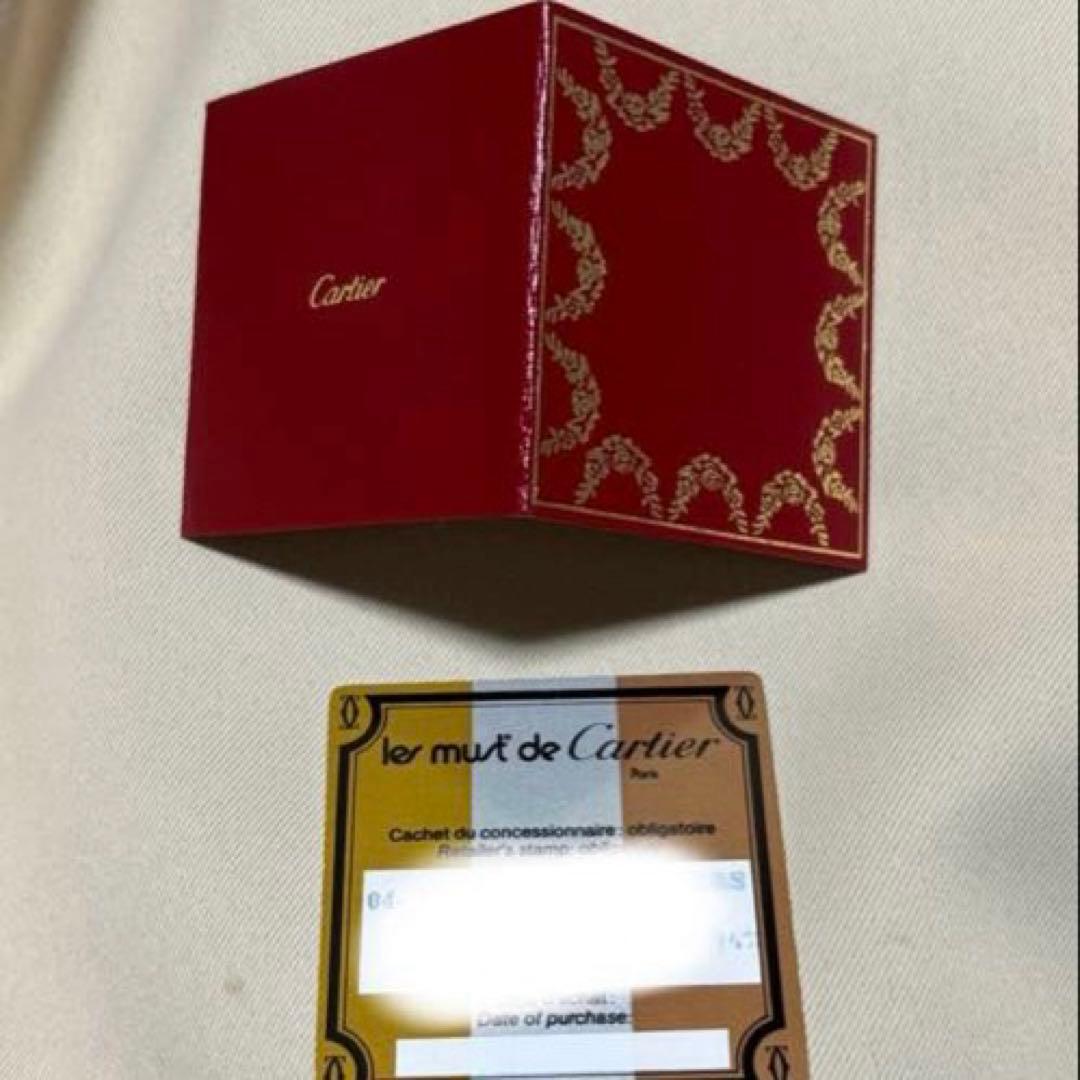 Cartier
les must de Cartier
Paris
Cachet du concessionnaire: obligatoire
Retailer's stamp:
Date of purchase: